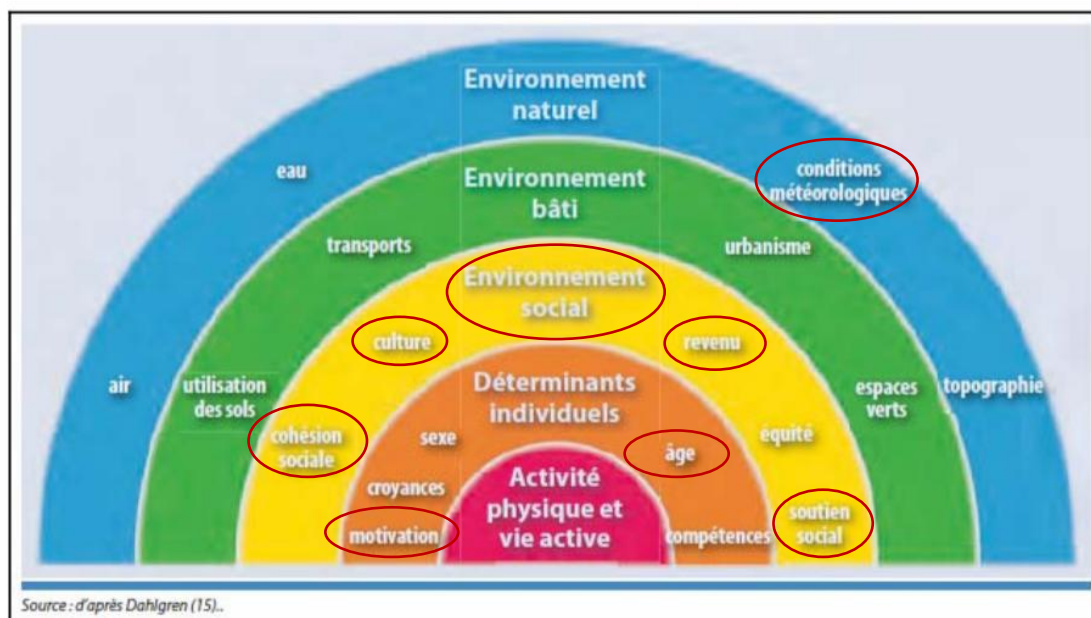 Environnement
naturel
eau
conditions
météorologiques
air
topographie
Environnement
bâti
transports
urbanisme
utilisation
des sols
espaces
verts
Environnement
social
culture
revenu
cohésion
sociale
équité
soutien
social
Déterminants
individuels
sexe
âge
croyances
motivation
compétences
Activité
physique et
vie active
Source : d'après Dahlgren (15)..